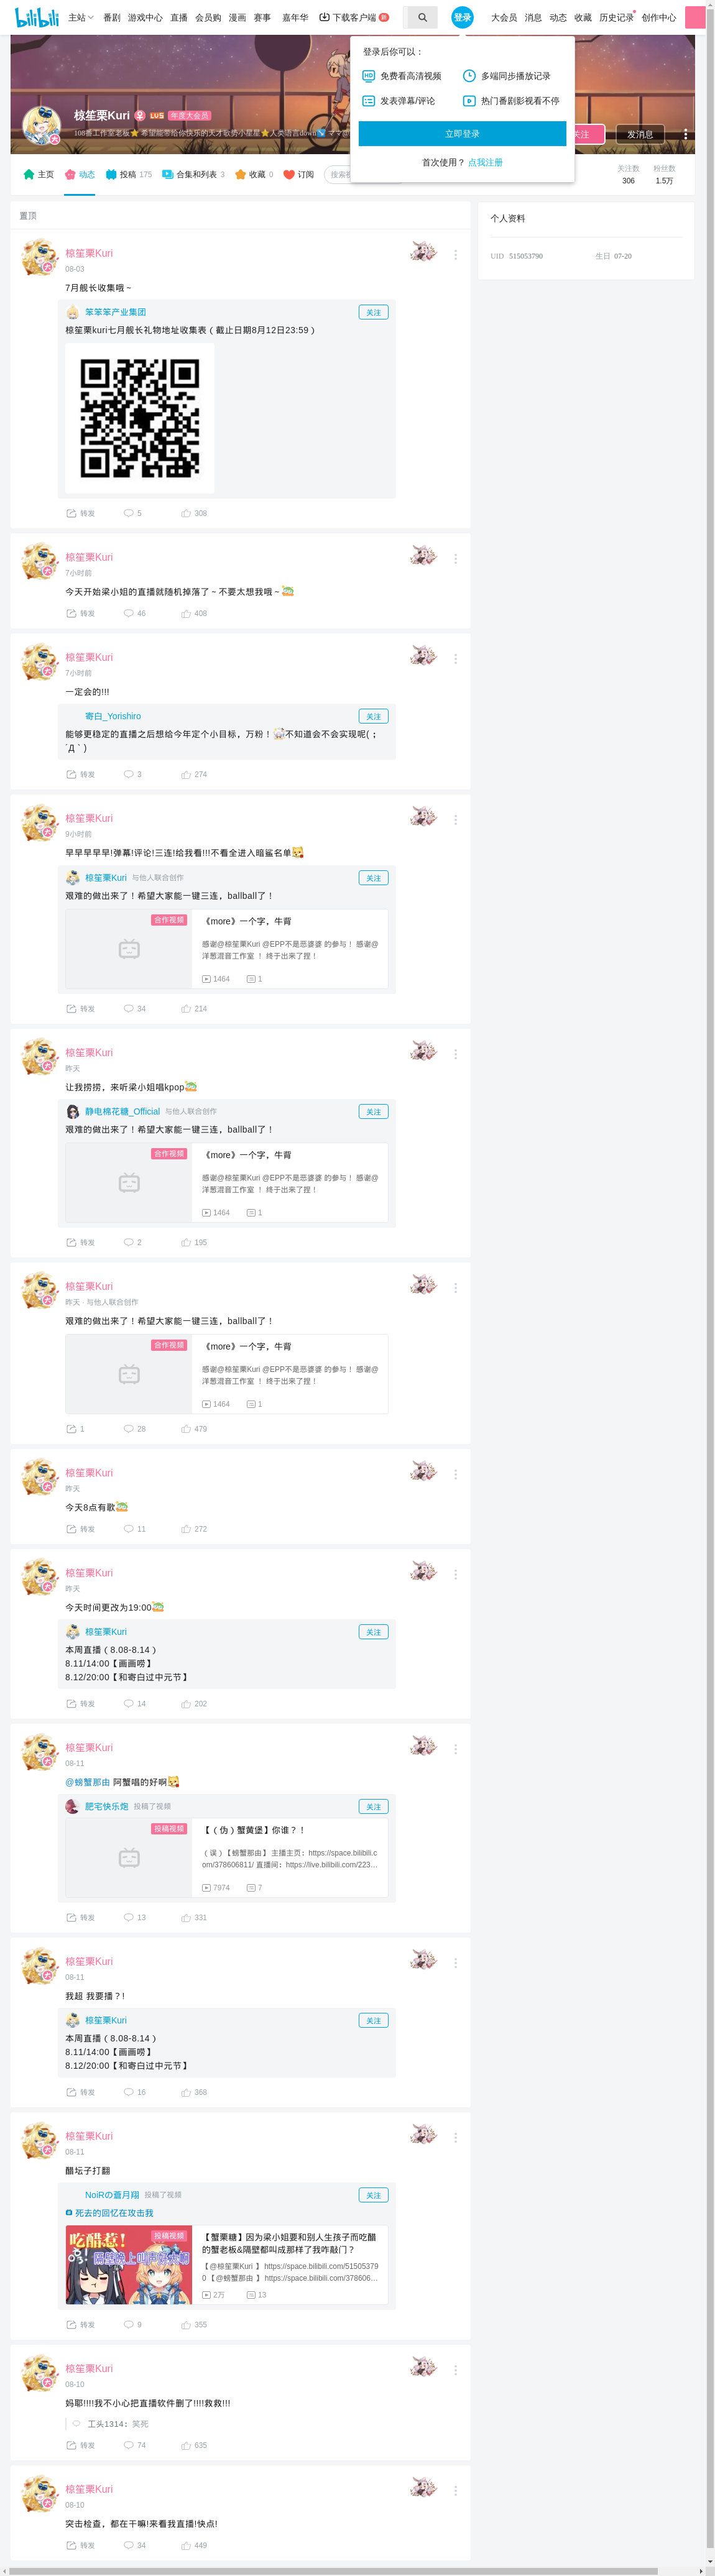 bilibili 主站 番剧 游戏中心 直播 会员购 漫画 赛事 嘉年华 下载客户端 登录 大会员 消息 动态 收藏 历史记录 创作中心
登录后你可以：
免费看高清视频 多端同步播放记录
发表弹幕/评论 热门番剧影视看不停
立即登录
首次使用？ 点我注册
椋笙栗Kuri LV5 年度大会员
关注 发消息
主页 动态 投稿 175 合集和列表 3 收藏 0 订阅
关注数 306 粉丝数 1.5万
个人资料
UID 515053790 生日 07-20
置顶
椋笙栗Kuri
08-03
7月舰长收集哦~
笨笨笨产业集团 关注
椋笙栗kuri七月舰长礼物地址收集表（截止日期8月12日23:59）
转发 5 308
椋笙栗Kuri
7小时前
今天开始梁小姐的直播就随机掉落了~不要太想我哦~
转发 46 408
椋笙栗Kuri
7小时前
一定会的!!!
寄白_Yorishiro 关注
能够更稳定的直播之后想给今年定个小目标，万粉！不知道会不会实现呢(；
´Д｀)
转发 3 274
椋笙栗Kuri
9小时前
早早早早早!弹幕!评论!三连!给我看!!!不看全进入暗鲨名单
椋笙栗Kuri 与他人联合创作 关注
艰难的做出来了！希望大家能一键三连，ballball了！
合作视频
《more》一个字，牛背
感谢@椋笙栗Kuri @EPP不是恶婆婆 的参与！ 感谢@
洋葱混音工作室 ！ 终于出来了捏！
1464 1
转发 34 214
椋笙栗Kuri
昨天
让我捞捞，来听梁小姐唱kpop
静电棉花糖_Official 与他人联合创作 关注
艰难的做出来了！希望大家能一键三连，ballball了！
合作视频
《more》一个字，牛背
感谢@椋笙栗Kuri @EPP不是恶婆婆 的参与！ 感谢@
洋葱混音工作室 ！ 终于出来了捏！
1464 1
转发 2 195
椋笙栗Kuri
昨天 · 与他人联合创作
艰难的做出来了！希望大家能一键三连，ballball了！
合作视频
《more》一个字，牛背
感谢@椋笙栗Kuri @EPP不是恶婆婆 的参与！ 感谢@
洋葱混音工作室 ！ 终于出来了捏！
1464 1
1 28 479
椋笙栗Kuri
昨天
今天8点有歌
转发 11 272
椋笙栗Kuri
昨天
今天时间更改为19:00
椋笙栗Kuri 关注
本周直播（8.08-8.14）
8.11/14:00【画画唠】
8.12/20:00【和寄白过中元节】
转发 14 202
椋笙栗Kuri
08-11
@螃蟹那由 阿蟹唱的好啊
肥宅快乐炮 投稿了视频 关注
投稿视频
【（伪）蟹黄堡】你谁？！
（误）【螃蟹那由】主播主页：https://space.bilibili.c
om/378606811/ 直播间：https://live.bilibili.com/223...
7974 7
转发 13 331
椋笙栗Kuri
08-11
我超 我要播？!
椋笙栗Kuri 关注
本周直播（8.08-8.14）
8.11/14:00【画画唠】
8.12/20:00【和寄白过中元节】
转发 16 368
椋笙栗Kuri
08-11
醋坛子打翻
NoiRの蒼月翔 投稿了视频 关注
死去的回忆在攻击我
投稿视频
【蟹栗糖】因为梁小姐要和别人生孩子而吃醋
的蟹老板&隔壁都叫成那样了我咋敲门？
【@椋笙栗Kuri 】 https://space.bilibili.com/51505379
0 【@螃蟹那由 】 https://space.bilibili.com/378606...
2万 13
转发 9 355
椋笙栗Kuri
08-10
妈耶!!!!我不小心把直播软件删了!!!!救救!!!
工头1314：笑死
转发 74 635
椋笙栗Kuri
08-10
突击检查，都在干嘛!来看我直播!快点!
转发 34 449